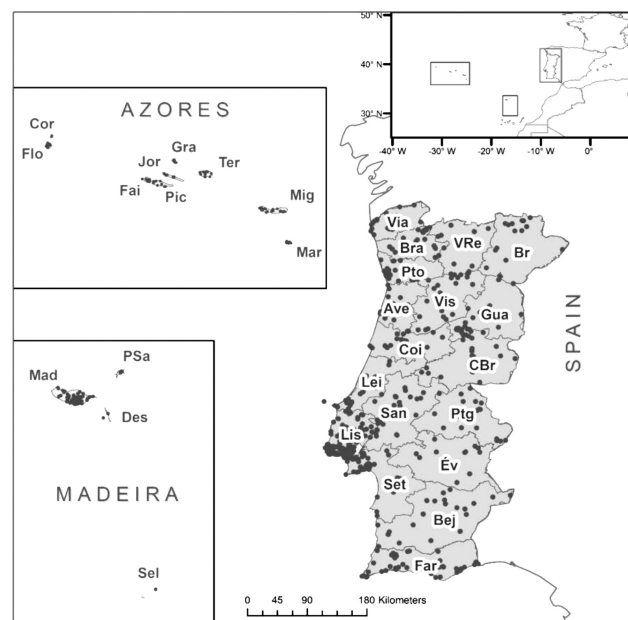 50° N
40° N
30° N
-40° W
-30° W
-20° W
-10° W
0°
AZORES
Cor
Flo
Gra
Jor
Ter
Fai
Pic
Mig
Mar
Via
Bra
VRe
Br
Pto
Ave
Vis
Gua
Coi
CBr
Lei
San
Ptg
Lis
Év
Set
Bej
Far
SPAIN
PSa
Mad
Des
MADEIRA
Sel
0 45 90 180 Kilometers